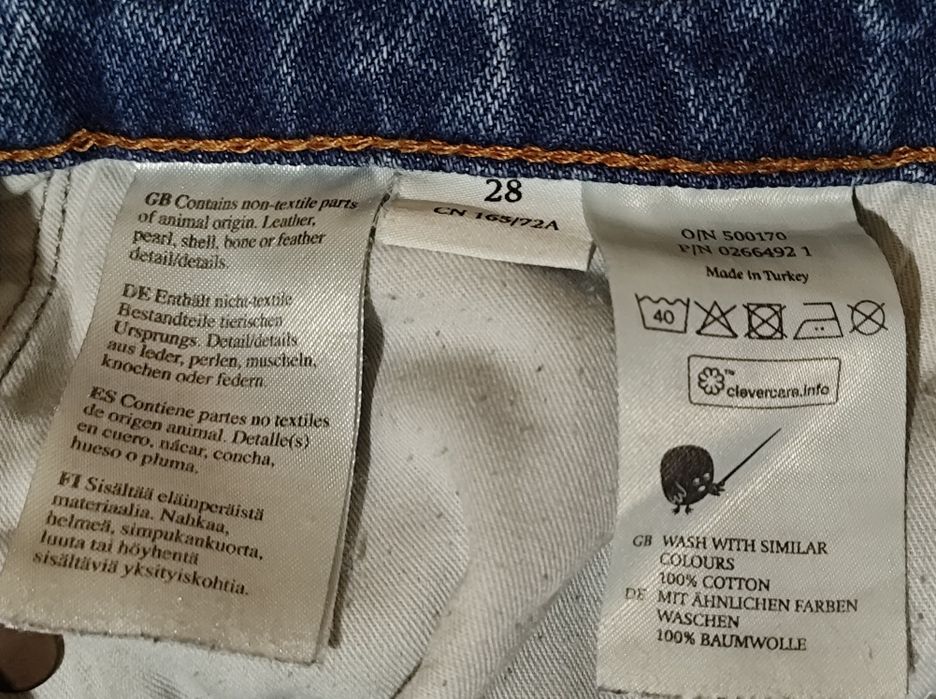 GB Contains non-textile parts
of animal origin. Leather,
pearl, shell, bone or feather
detail/details.
DE Enthält nicht-textile
Bestandteile tierischen
Ursprungs. Detail/details
aus leder, perlen, muscheln,
knochen oder federn.
ES Contiene partes no textiles
de origen animal. Detalle(s)
en cuero, nácar, concha,
hueso o pluma.
FI Sisältää eläinperäistä
materiaalia. Nahkaa,
helmeä, simpukankuorta,
luuta tai höyhentä
sisältäviä yksityiskohtia.
28
CN 165/72A
O/N 500170
P/N 0266492 1
Made in Turkey
40
™
clevercare.info
GB WASH WITH SIMILAR
COLOURS
100% COTTON
DE MIT ÄHNLICHEN FARBEN
WASCHEN
100% BAUMWOLLE